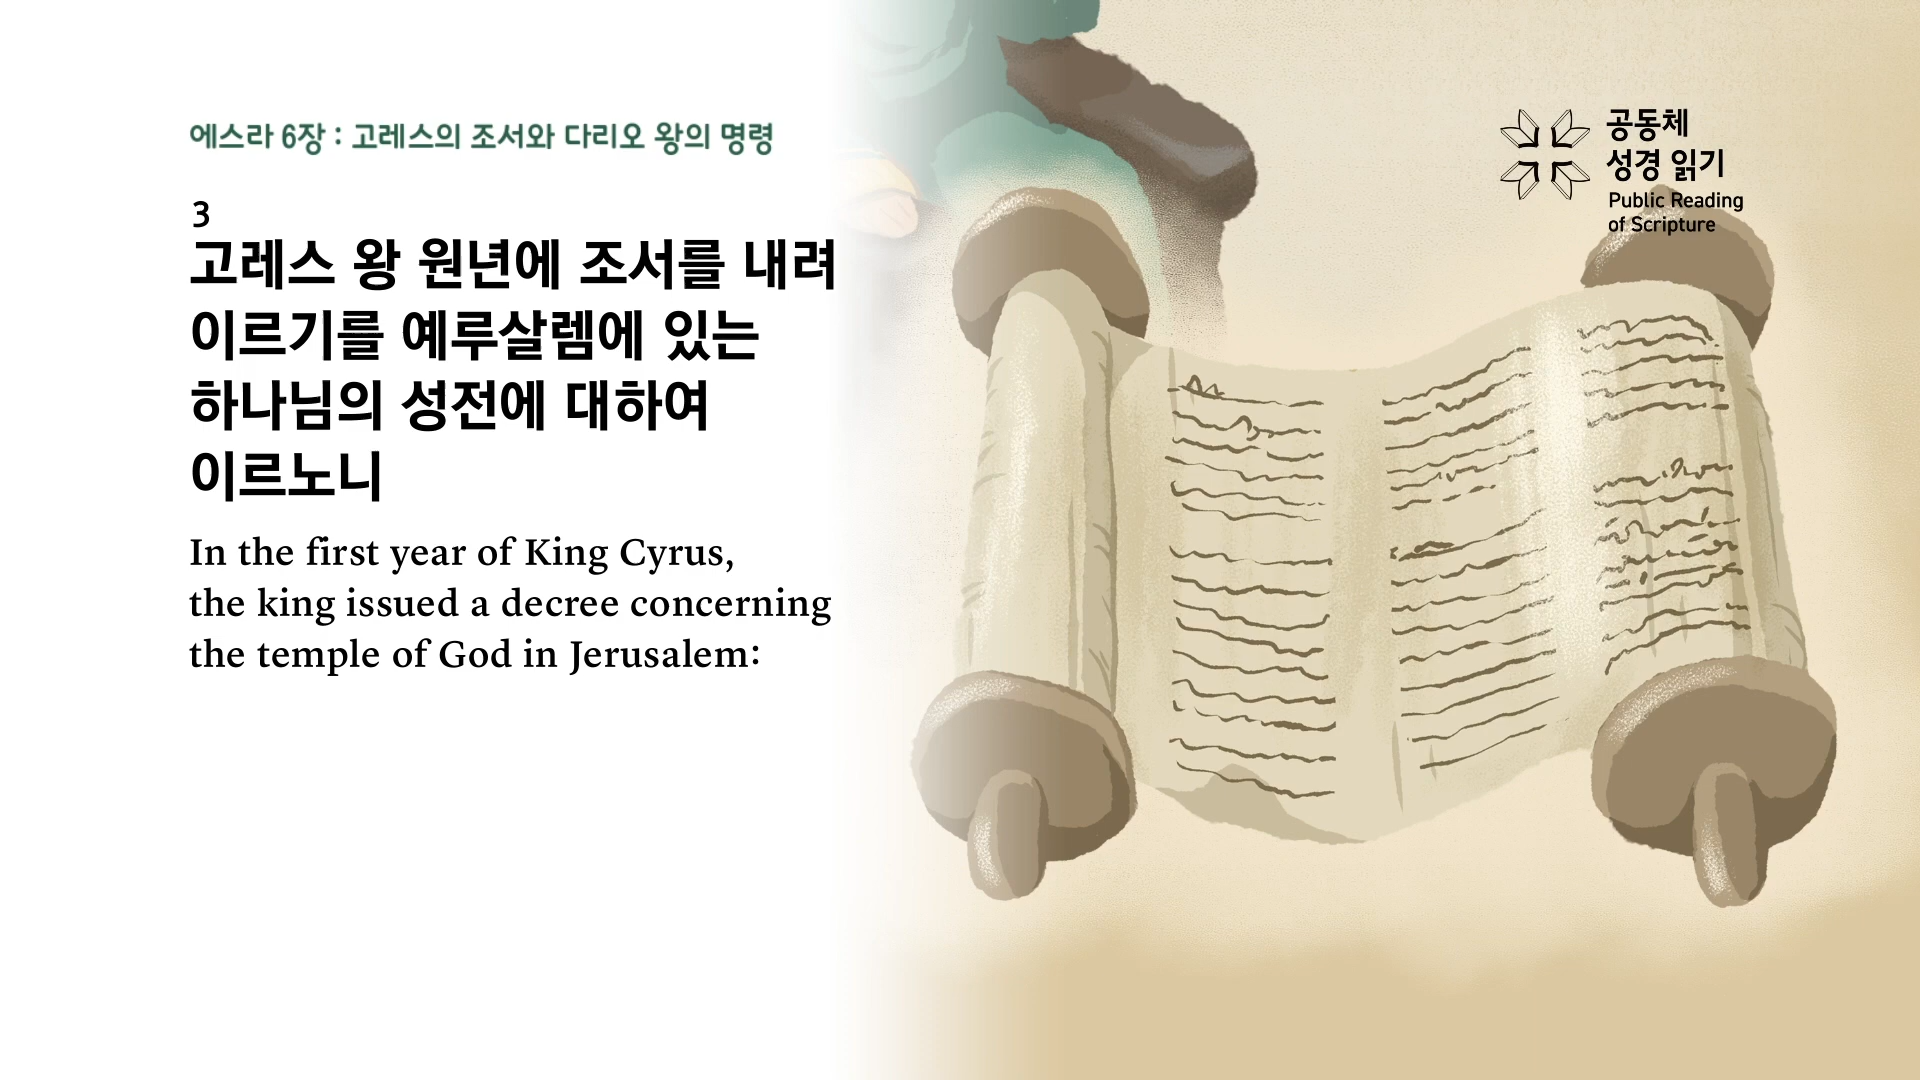 에스라 6장 : 고레스의 조서와 다리오 왕의 명령
3
고레스 왕 원년에 조서를 내려
이르기를 예루살렘에 있는
하나님의 성전에 대하여
이르노니
In the first year of King Cyrus,
the king issued a decree concerning
the temple of God in Jerusalem:
공동체
성경 읽기
Public Reading
of Scripture